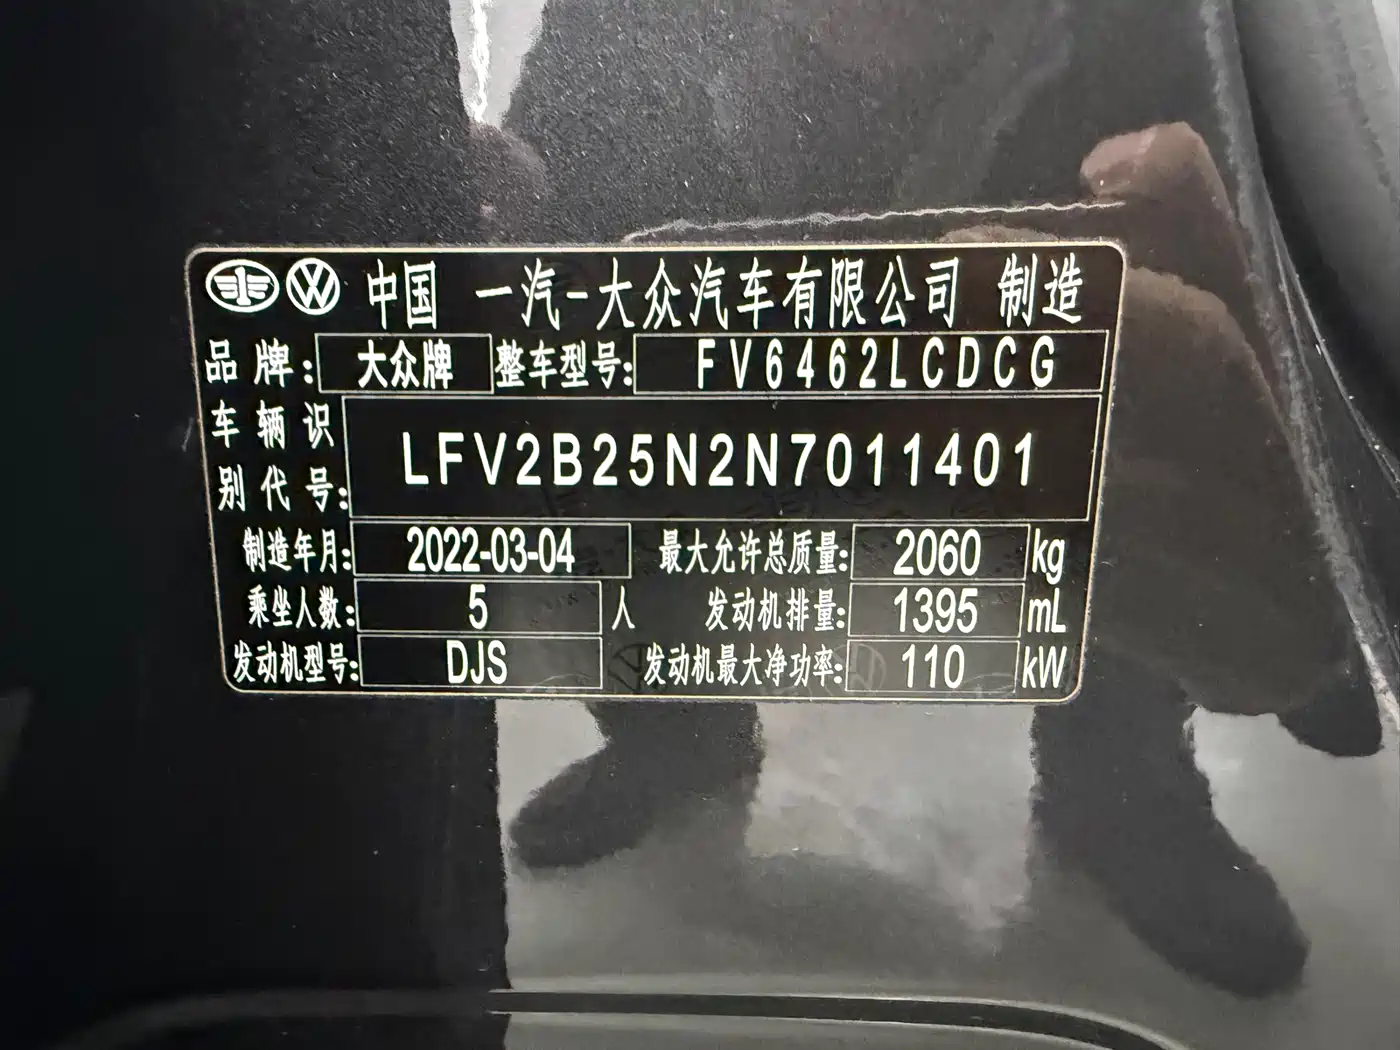 中国 一汽-大众汽车有限公司 制造
品牌: 大众牌 整车型号: FV6462LCDCG
车辆识
别代号: LFV2B25N2N7011401
制造年月: 2022-03-04 最大允许总质量: 2060 kg
乘坐人数: 5 人 发动机排量: 1395 mL
发动机型号: DJS 发动机最大净功率: 110 kW